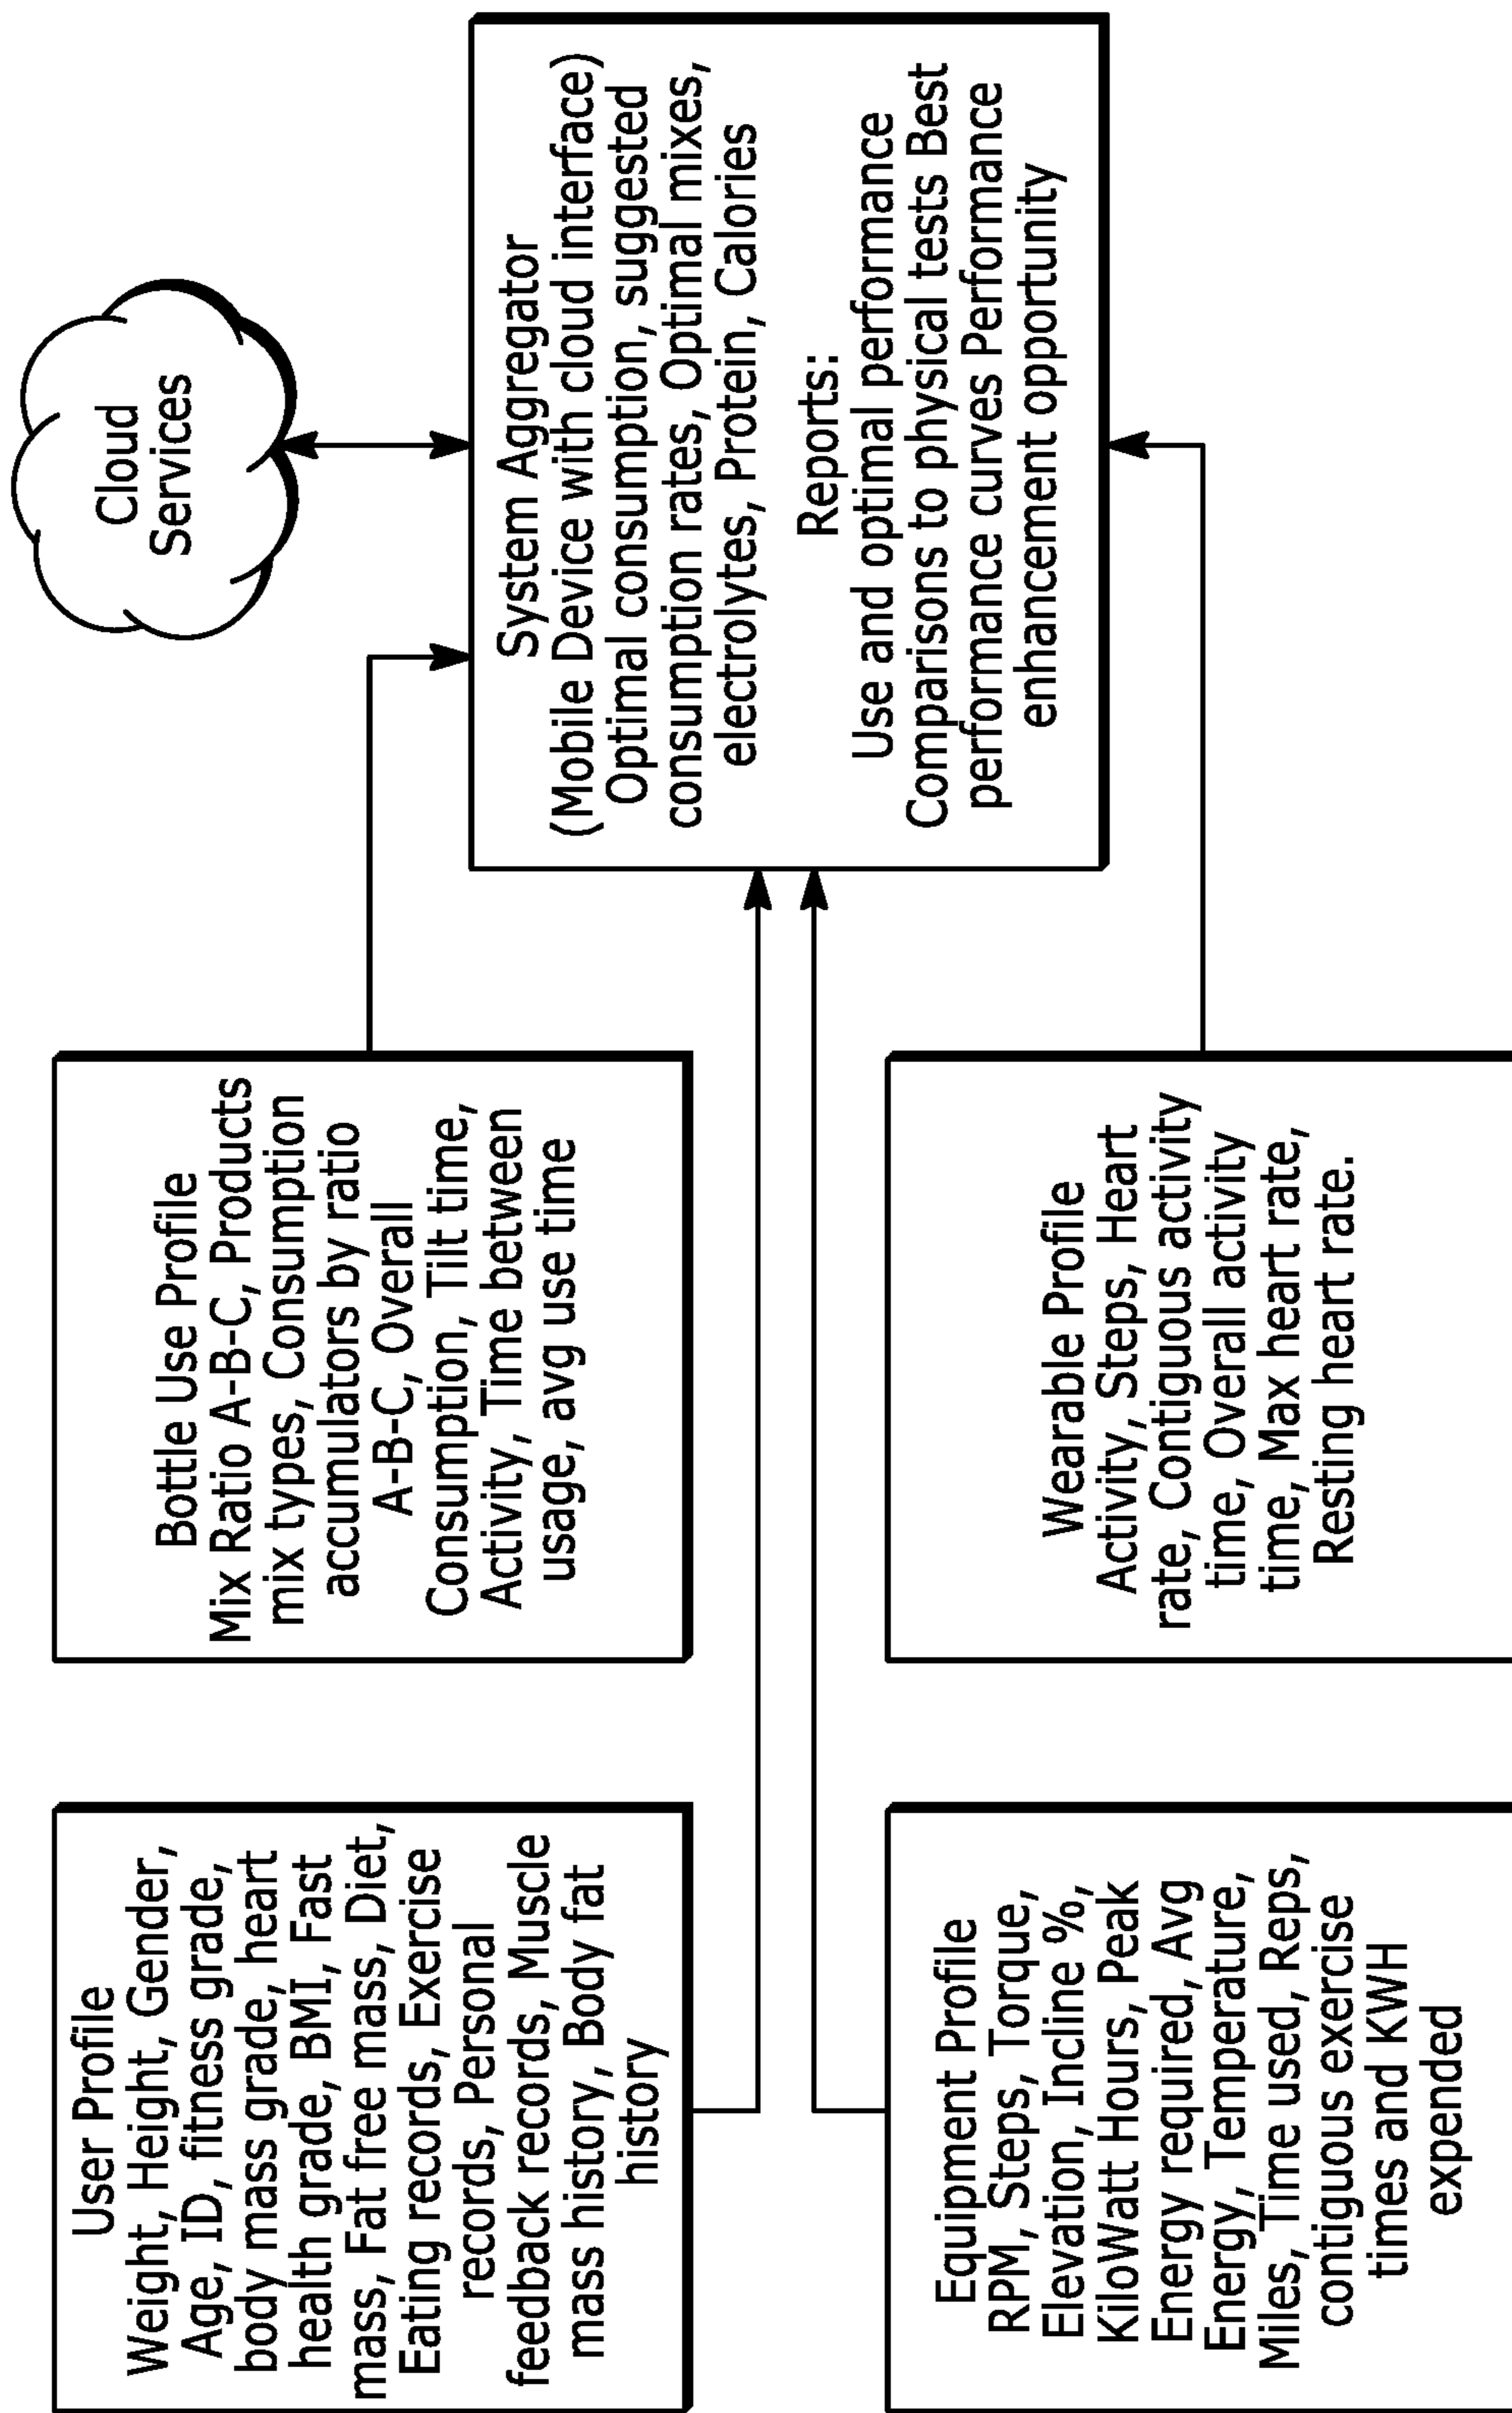 User Profile
Weight, Height, Gender,
Age, ID, fitness grade,
body mass grade, heart
health grade, BMI, Fast
mass, Fat free mass, Diet,
Eating records, Exercise
records, Personal
feedback records, Muscle
mass history, Body fat
history
Bottle Use Profile
Mix Ratio A-B-C, Products
mix types, Consumption
accumulators by ratio
A-B-C, Overall
Consumption, Tilt time,
Activity, Time between
usage, avg use time
Cloud
Services
System Aggregator
(Mobile Device with cloud interface)
Optimal consumption, suggested
consumption rates, Optimal mixes,
electrolytes, Protein, Calories
Reports:
Use and optimal performance
Comparisons to physical tests Best
performance curves Performance
enhancement opportunity
Equipment Profile
RPM, Steps, Torque,
Elevation, Incline %,
KiloWatt Hours, Peak
Energy required, Avg
Energy, Temperature,
Miles, Time used, Reps,
contiguous exercise
times and KWH
expended
Wearable Profile
Activity, Steps, Heart
rate, Contiguous activity
time, Overall activity
time, Max heart rate,
Resting heart rate.